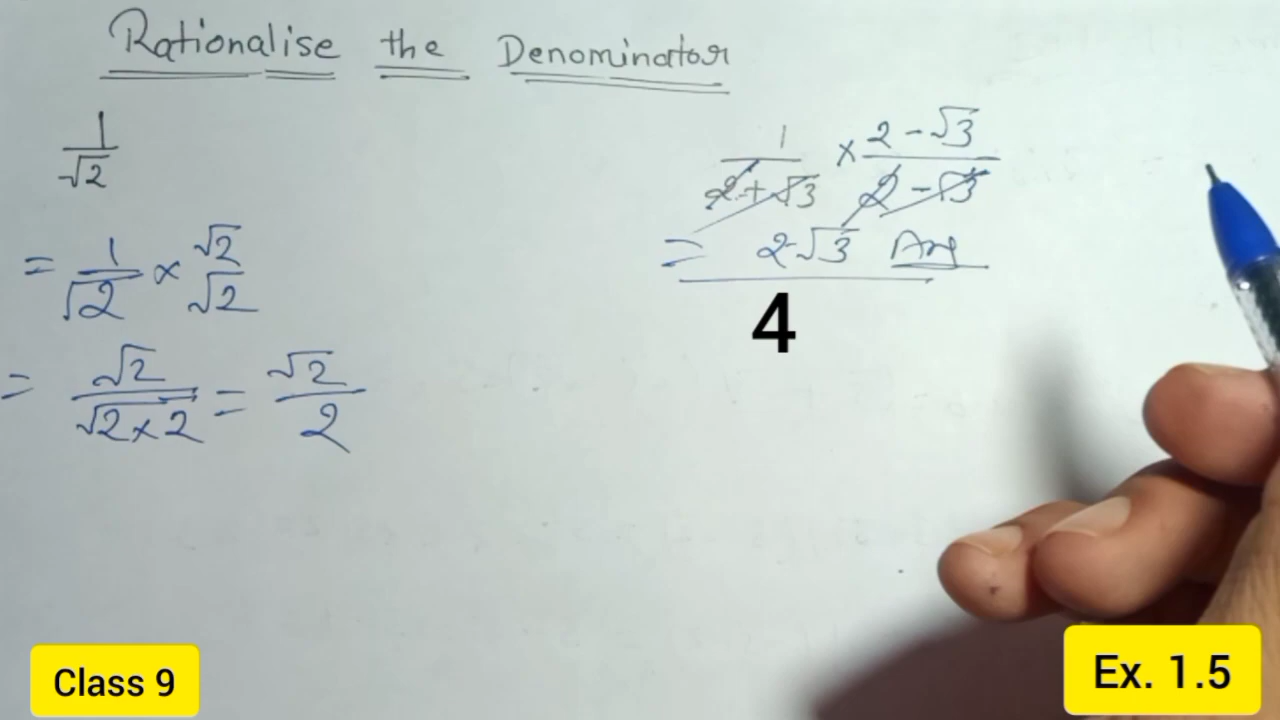 Rationalise the Denominator
1/√2
= 1/√2 × √2/√2
= √2/√2×2 = √2/2
1/2+√3 × 2-√3/2-√3
= 2-√3 Ans
4
Class 9
Ex. 1.5